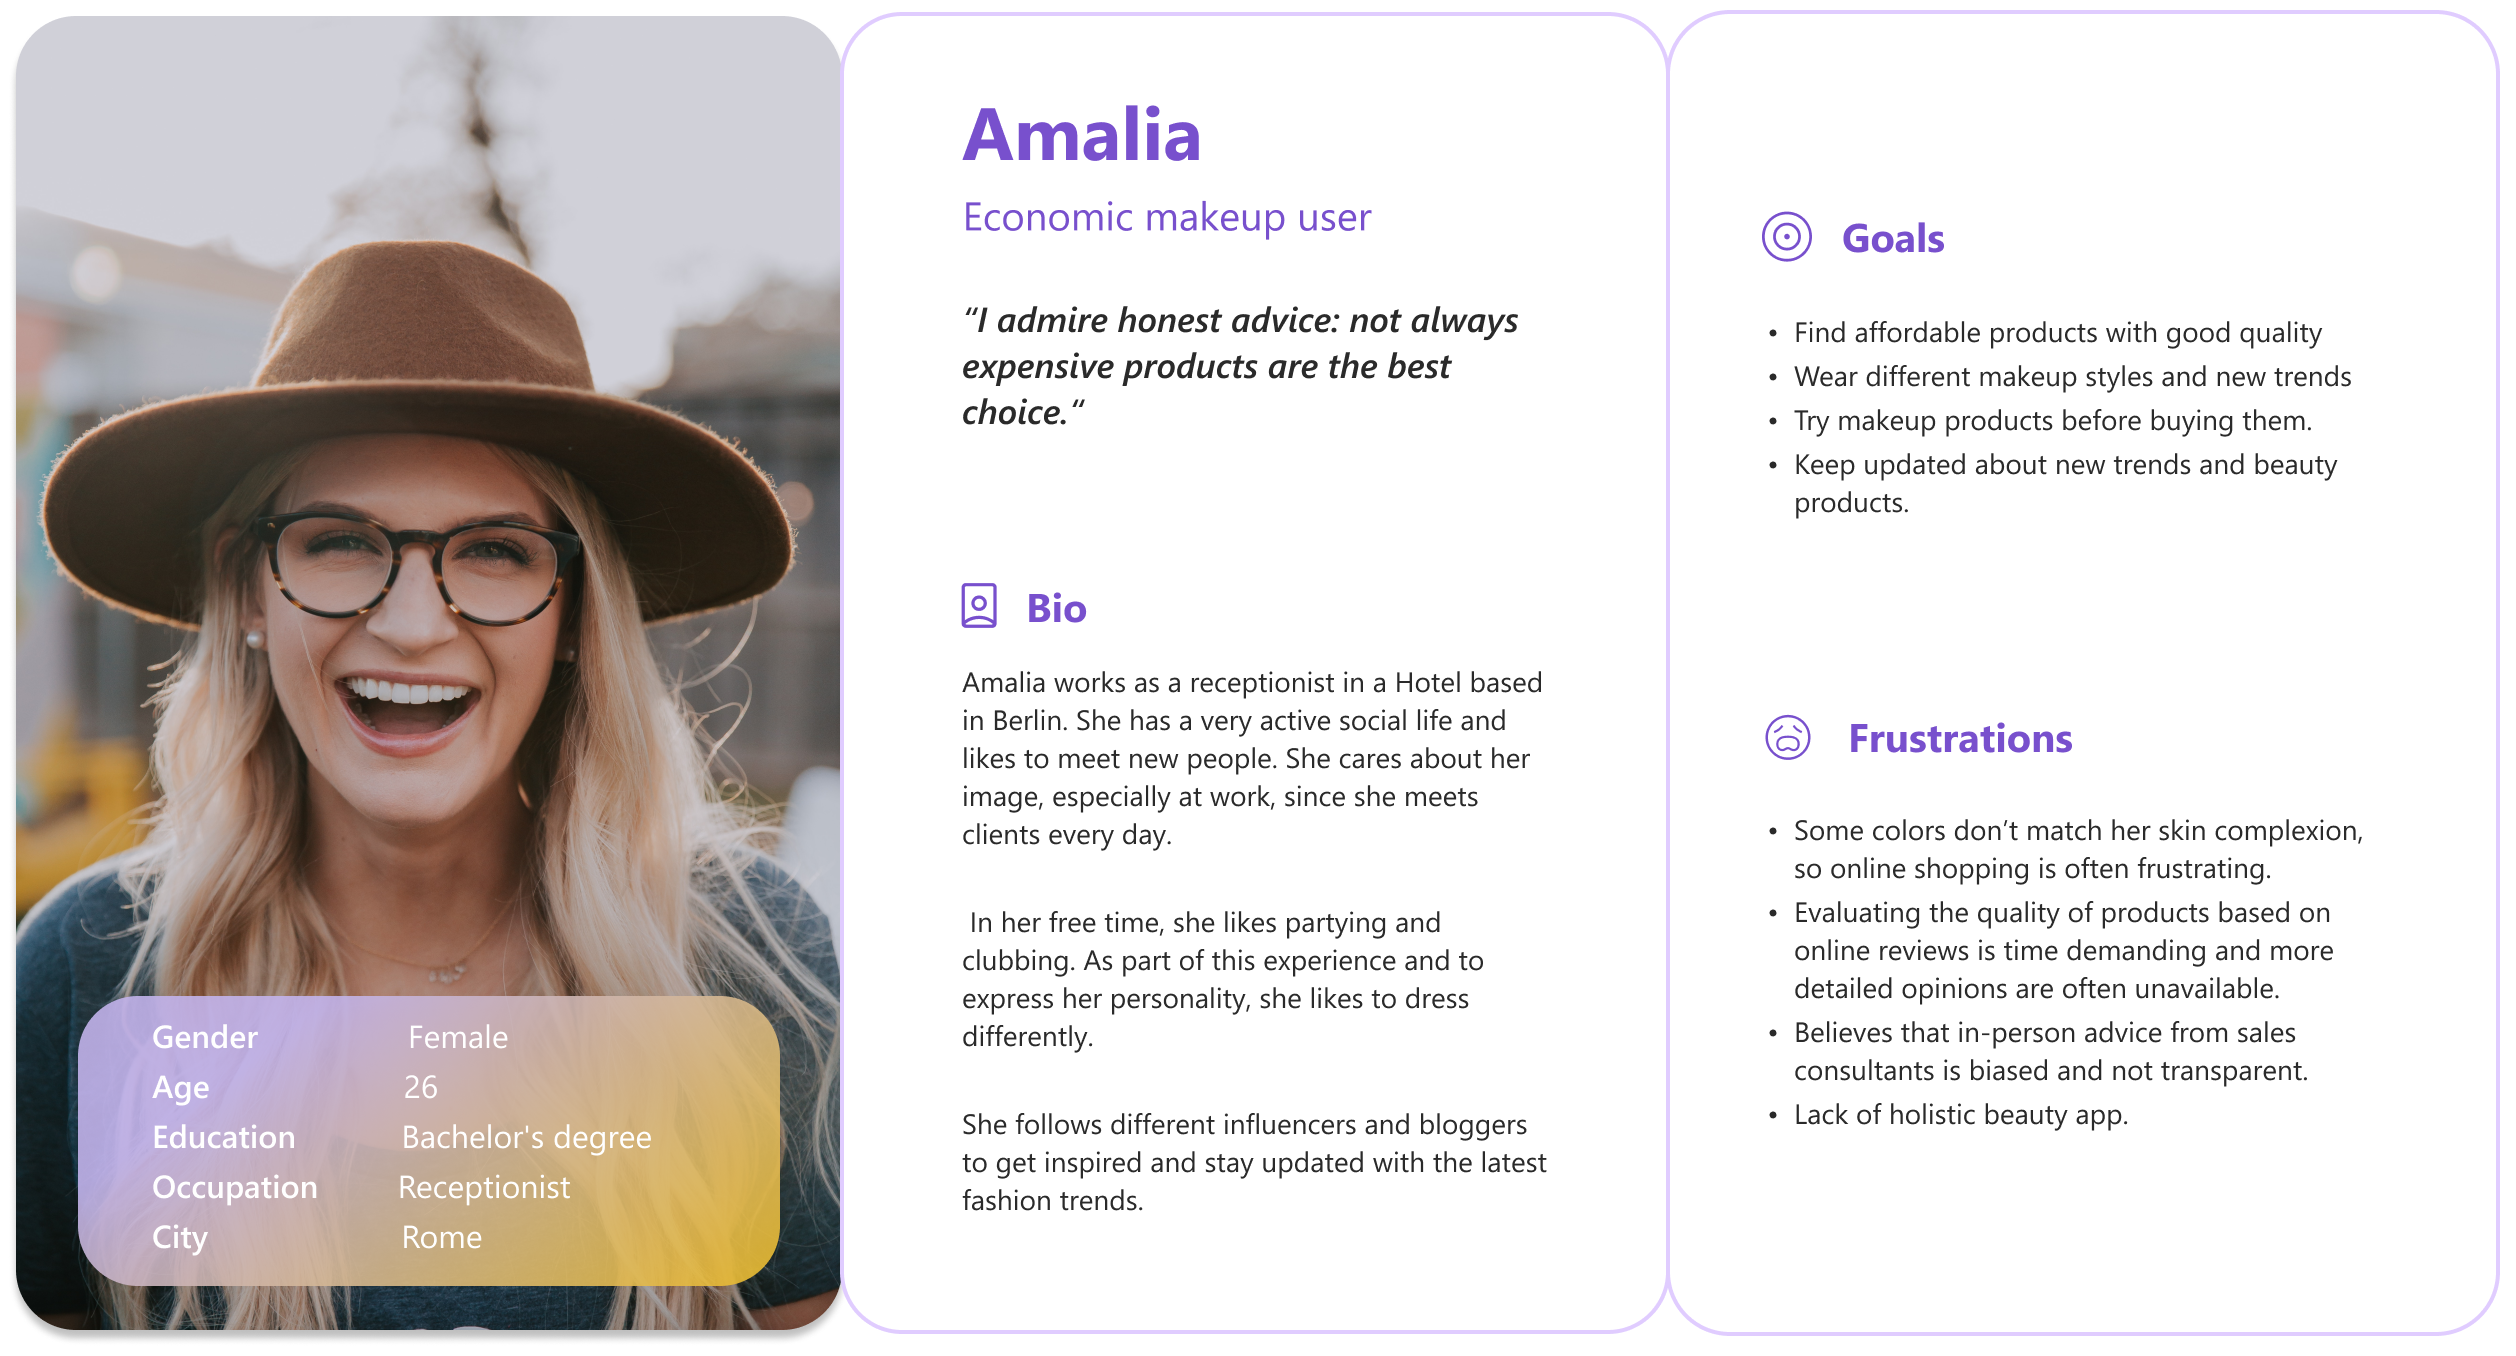 Amalia
Economic makeup user
“I admire honest advice: not always
expensive products are the best
choice.“
Bio
Amalia works as a receptionist in a Hotel based
in Berlin. She has a very active social life and
likes to meet new people. She cares about her
image, especially at work, since she meets
clients every day.
In her free time, she likes partying and
clubbing. As part of this experience and to
express her personality, she likes to dress
differently.
She follows different influencers and bloggers
to get inspired and stay updated with the latest
fashion trends.
Gender Female
Age 26
Education Bachelor's degree
Occupation Receptionist
City Rome
Goals
• Find affordable products with good quality
• Wear different makeup styles and new trends
• Try makeup products before buying them.
• Keep updated about new trends and beauty
products.
Frustrations
• Some colors don’t match her skin complexion,
so online shopping is often frustrating.
• Evaluating the quality of products based on
online reviews is time demanding and more
detailed opinions are often unavailable.
• Believes that in-person advice from sales
consultants is biased and not transparent.
• Lack of holistic beauty app.